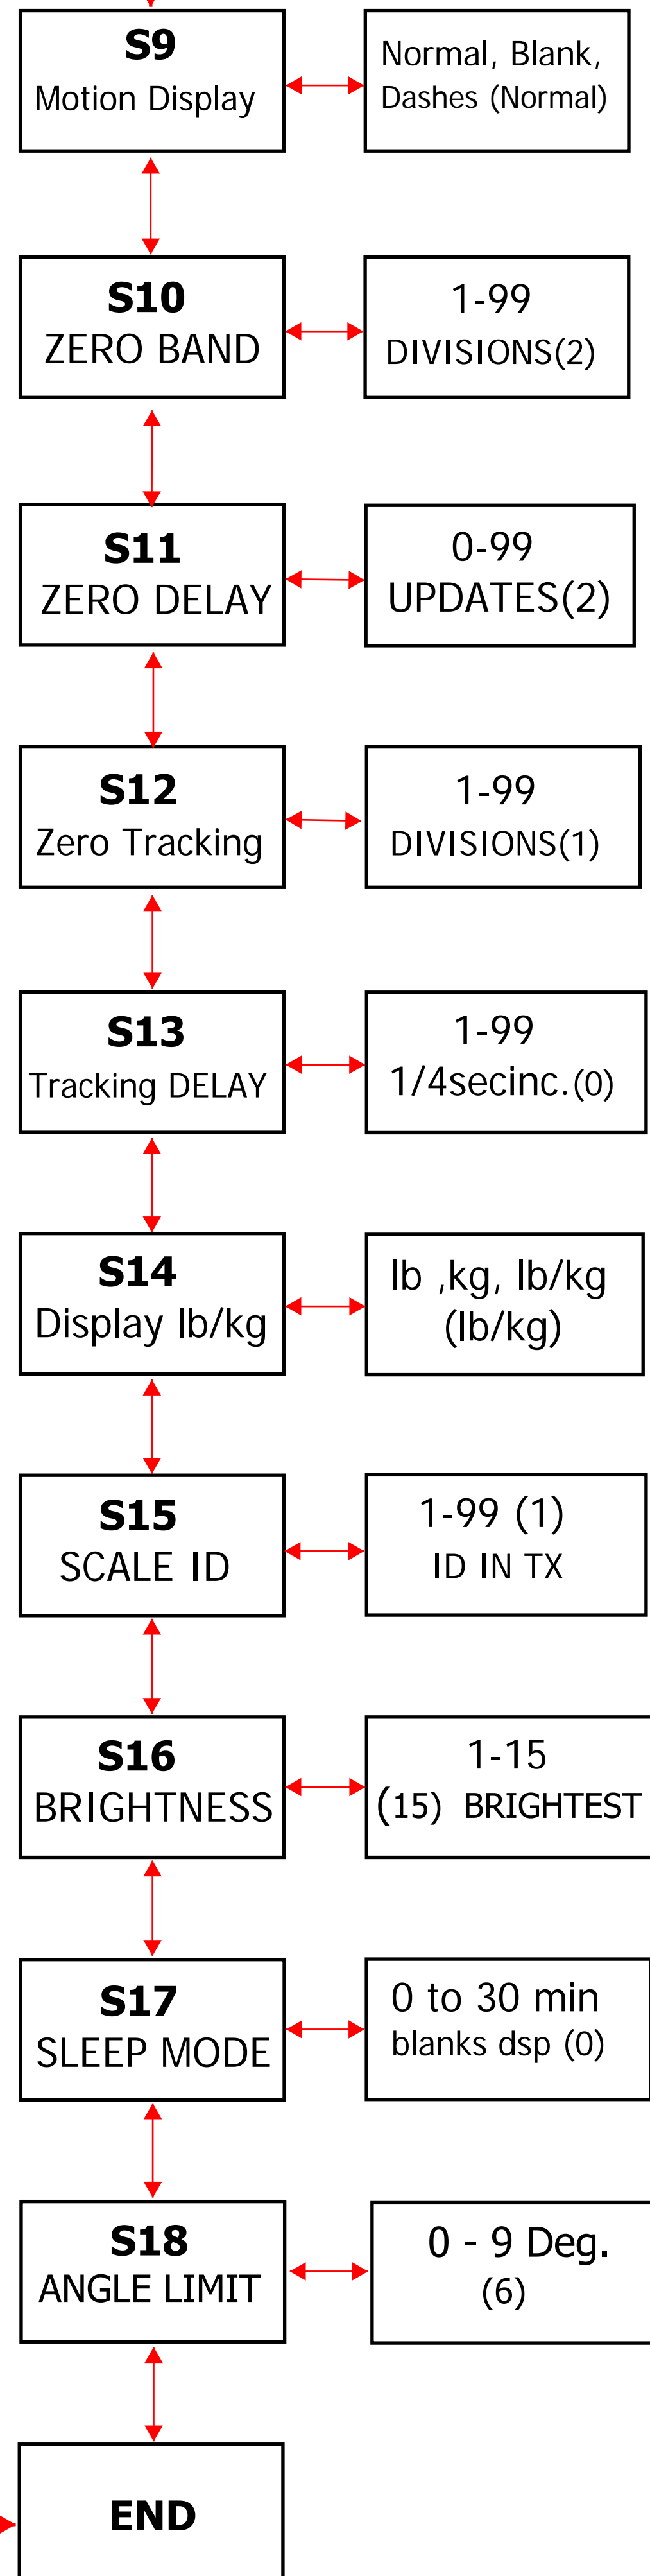 S9
Motion Display
Normal, Blank,
Dashes (Normal)
S10
ZERO BAND
1-99
DIVISIONS(2)
S11
ZERO DELAY
0-99
UPDATES(2)
S12
Zero Tracking
1-99
DIVISIONS(1)
S13
Tracking DELAY
1-99
1/4secinc.(0)
S14
Display lb/kg
lb ,kg, lb/kg
(lb/kg)
S15
SCALE ID
1-99 (1)
ID IN TX
S16
BRIGHTNESS
1-15
(15) BRIGHTEST
S17
SLEEP MODE
0 to 30 min
blanks dsp (0)
S18
ANGLE LIMIT
0 - 9 Deg.
(6)
END